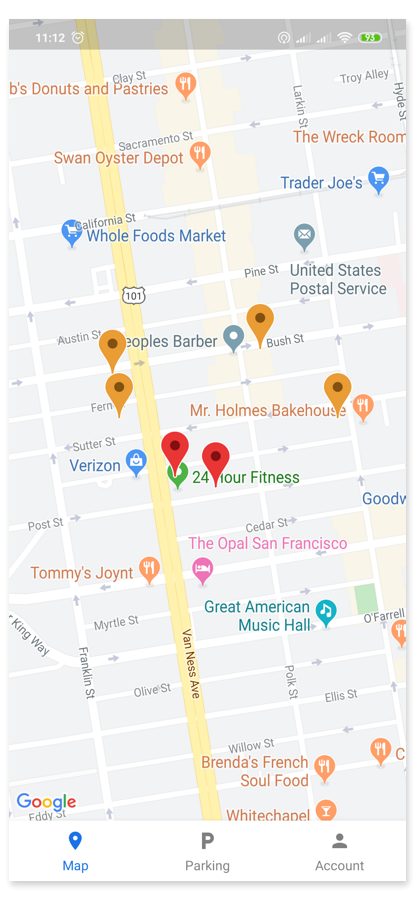 11:12
93
Clay St
Troy Alley
b's Donuts and Pastries
Larkin St
Hyde St
Sacramento St
The Wreck Room
Swan Oyster Depot
Trader Joe's
California St
Whole Foods Market
Pine St
United States
Postal Service
101
Austin St
eoples Barber
Bush St
Fern
Mr. Holmes Bakehouse
Sutter St
Verizon
24 Hour Fitness
Goodw
Post St
Cedar St
The Opal San Francisco
Tommy's Joynt
Great American
Music Hall
O'Farrell
Myrtle St
r King Way
Franklin St
Van Ness Ave
Polk St
Olive St
Ellis St
Willow St
Brenda's French
Soul Food
C
Google
Eddy St
Whitechapel
P
Map
Parking
Account